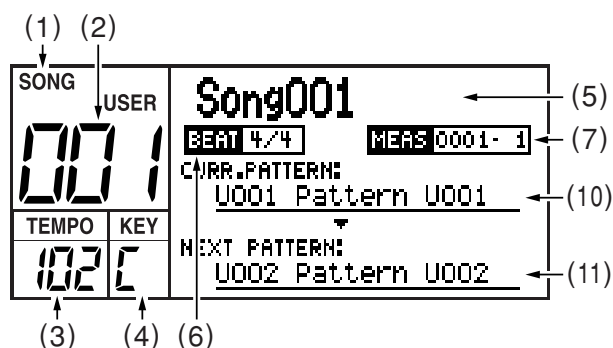 (1) (2)
SONG
USER
001
TEMPO KEY
102 C
Song001
BEAT 4/4 MEAS 0001- 1
CURR.PATTERN:
U001 Pattern U001
NEXT PATTERN:
U002 Pattern U002
(5)
(7)
(10)
(11)
(3) (4) (6)